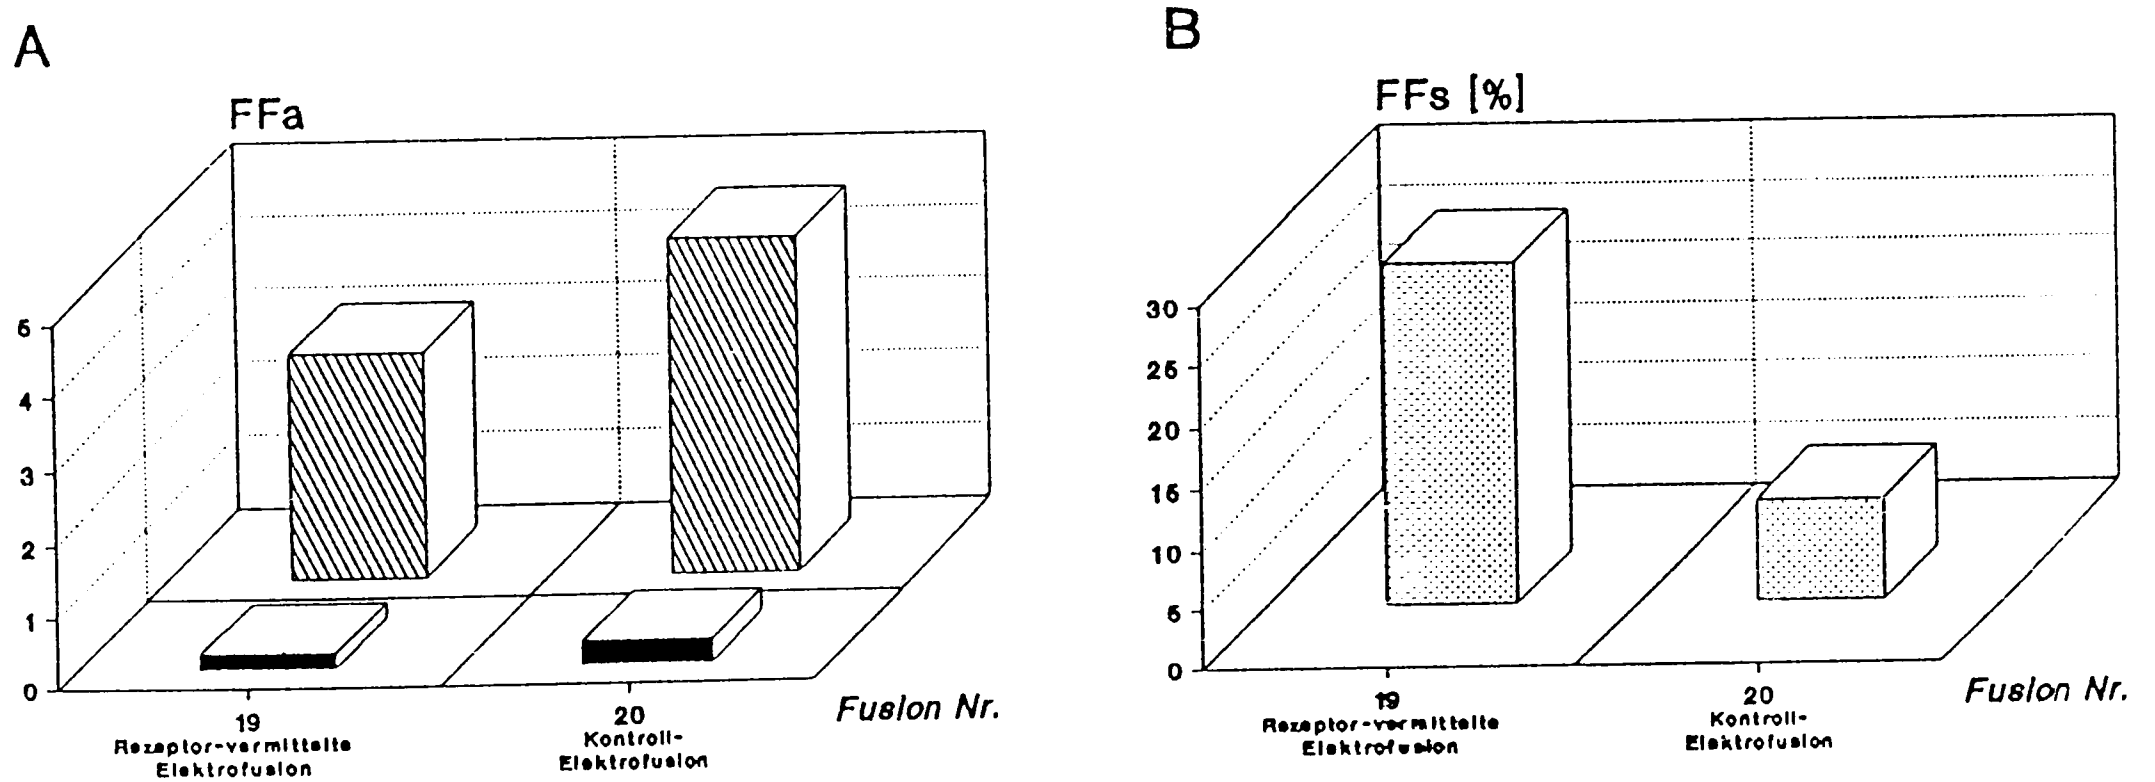 A
FFa
5
4
3
2
1
0
19
Rezeptor-vermittelte
Elektrofusion
20
Kontroll-
Elektrofusion
Fusion Nr.
B
FFs [%]
30
25
20
15
10
5
0
19
Rezeptor-vermittelte
Elektrofusion
20
Kontroll-
Elektrofusion
Fusion Nr.